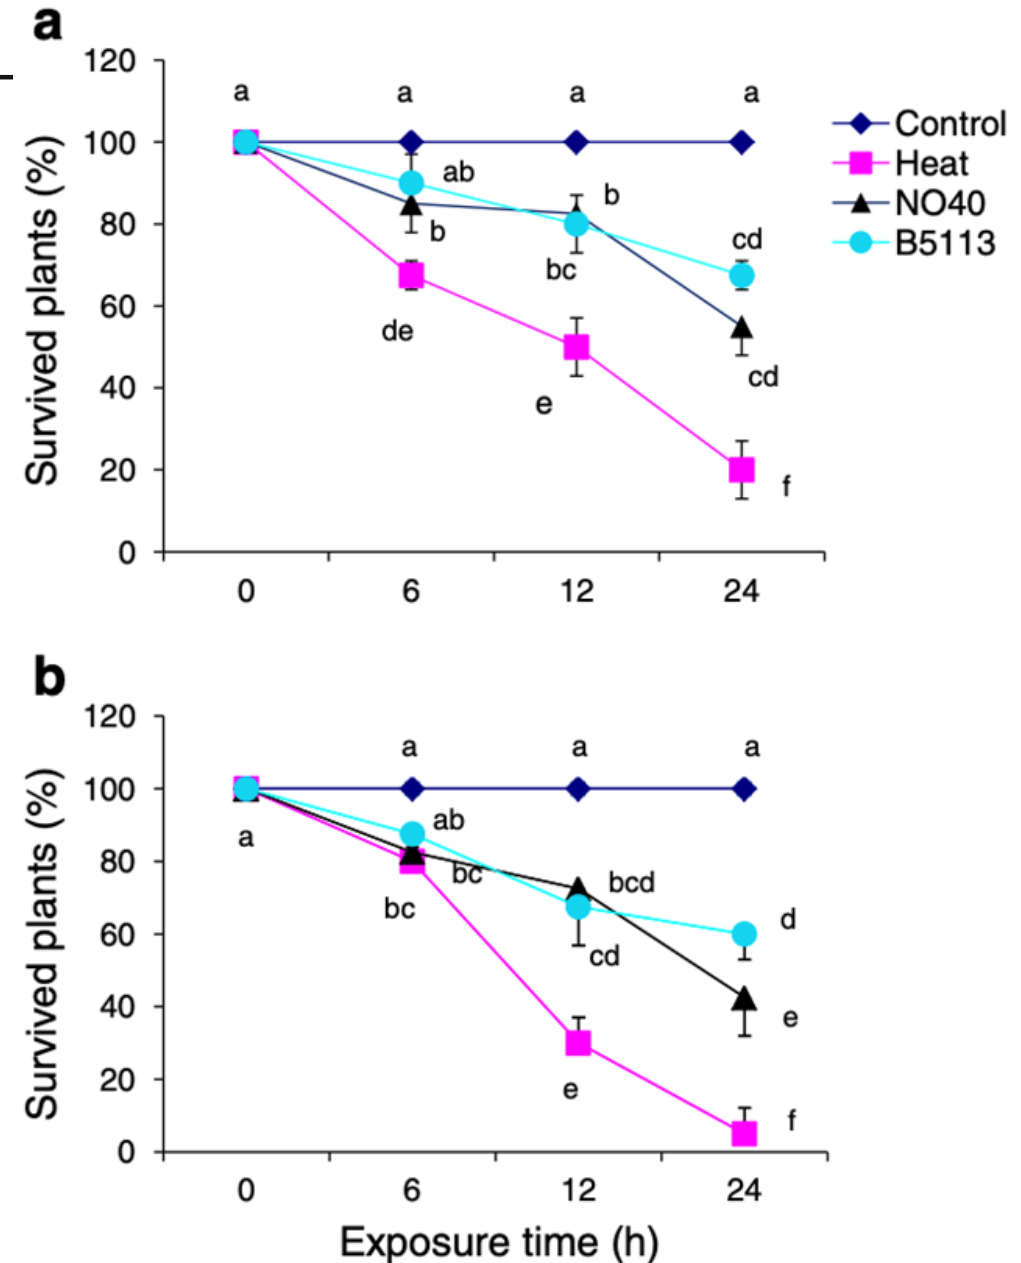 a
120
a a a a
100
ab
b
b
80
bc
cd
de
60
cd
40
e
20
f
0
0 6 12 24
Survived plants (%)
Control
Heat
NO40
B5113
b
120
a a a
100
a
ab
bc
80
bc
bcd
d
60
cd
40
e
20
e
f
0
0 6 12 24
Survived plants (%)
Exposure time (h)